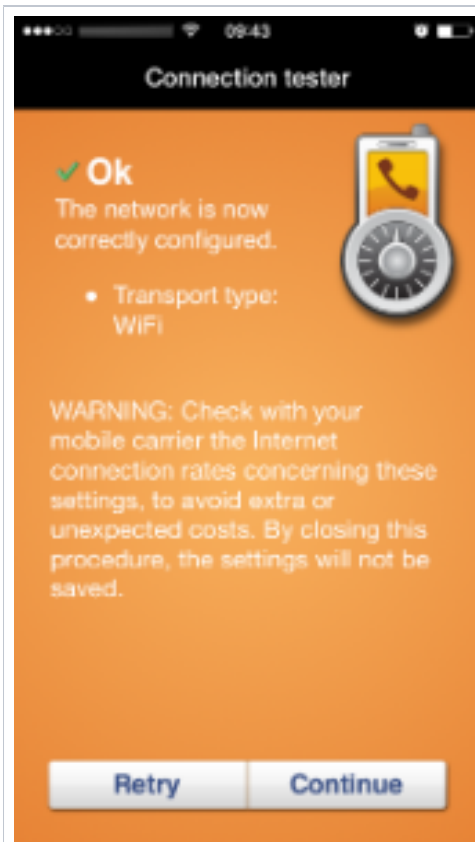 09:43
Connection tester
Ok
The network is now
correctly configured.
Transport type:
WiFi
WARNING: Check with your
mobile carrier the Internet
connection rates concerning these
settings, to avoid extra or
unexpected costs. By closing this
procedure, the settings will not be
saved.
Retry
Continue